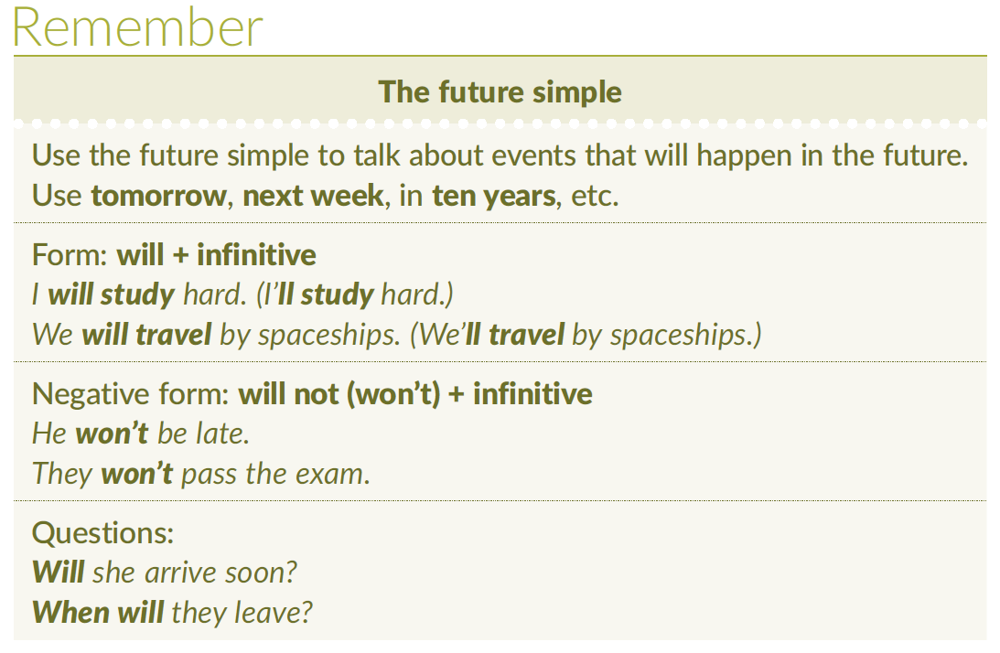 Remember
The future simple
Use the future simple to talk about events that will happen in the future.
Use tomorrow, next week, in ten years, etc.
Form: will + infinitive
I will study hard. (I’ll study hard.)
We will travel by spaceships. (We’ll travel by spaceships.)
Negative form: will not (won’t) + infinitive
He won’t be late.
They won’t pass the exam.
Questions:
Will she arrive soon?
When will they leave?